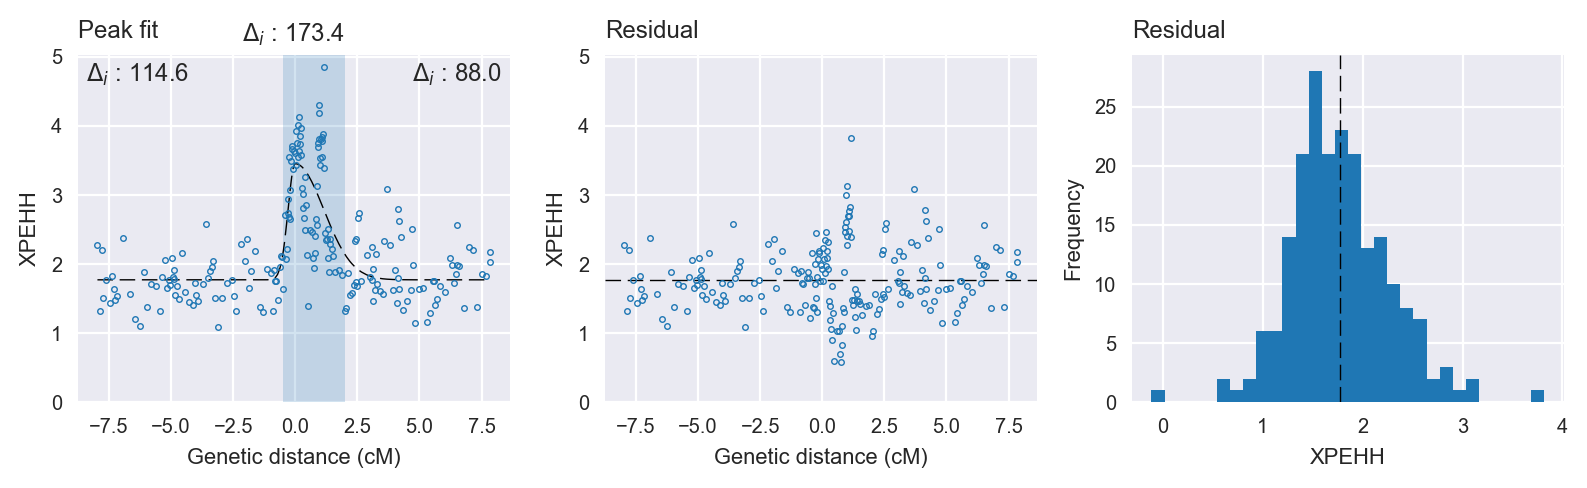 Peak fit
Δi : 173.4
Δi : 114.6
Δi : 88.0
5
4
3
2
1
0
XPEHH
−7.5 −5.0 −2.5 0.0 2.5 5.0 7.5
Genetic distance (cM)
Residual
5
4
3
2
1
0
XPEHH
−7.5 −5.0 −2.5 0.0 2.5 5.0 7.5
Genetic distance (cM)
Residual
25
20
15
10
5
0
Frequency
0 1 2 3 4
XPEHH